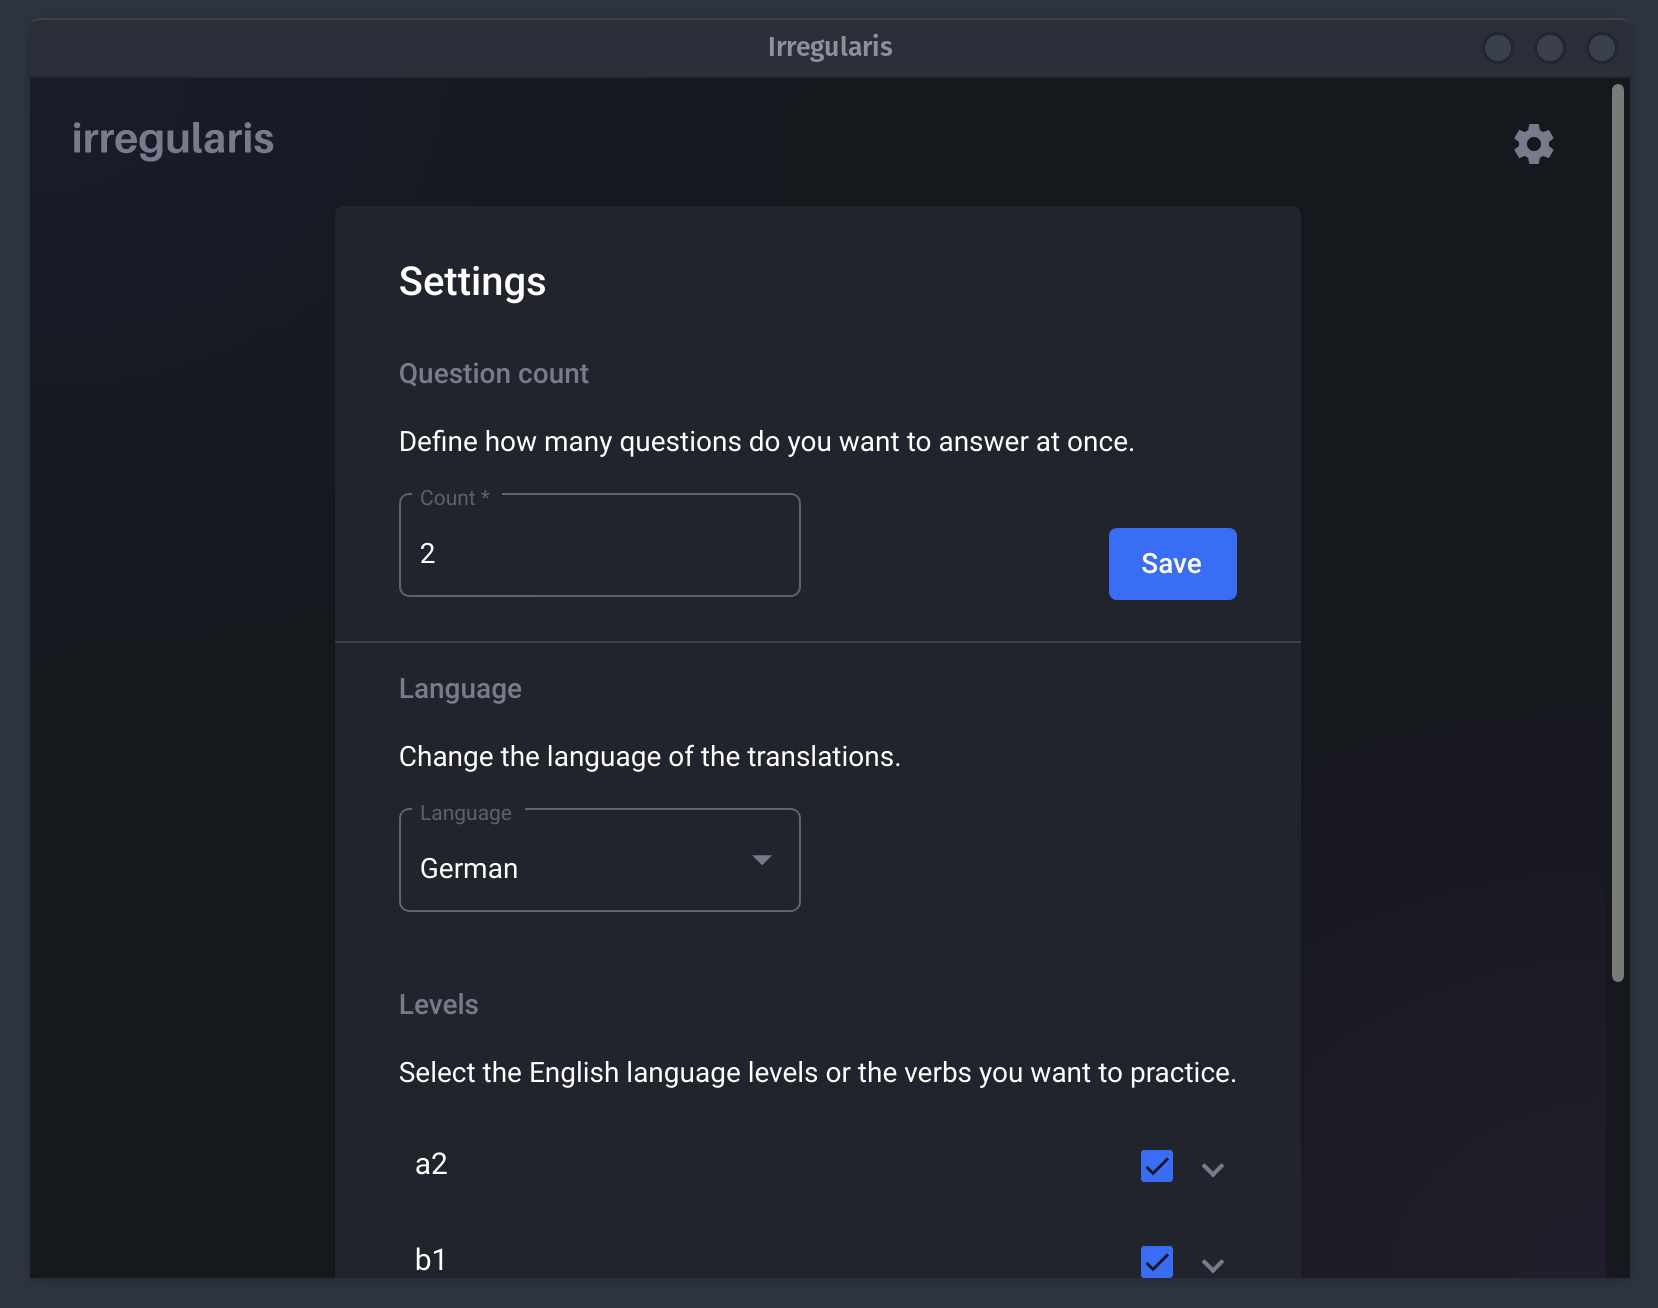 Irregularis
irregularis
Settings
Question count
Define how many questions do you want to answer at once.
Count *
2
Save
Language
Change the language of the translations.
Language
German
Levels
Select the English language levels or the verbs you want to practice.
a2
b1